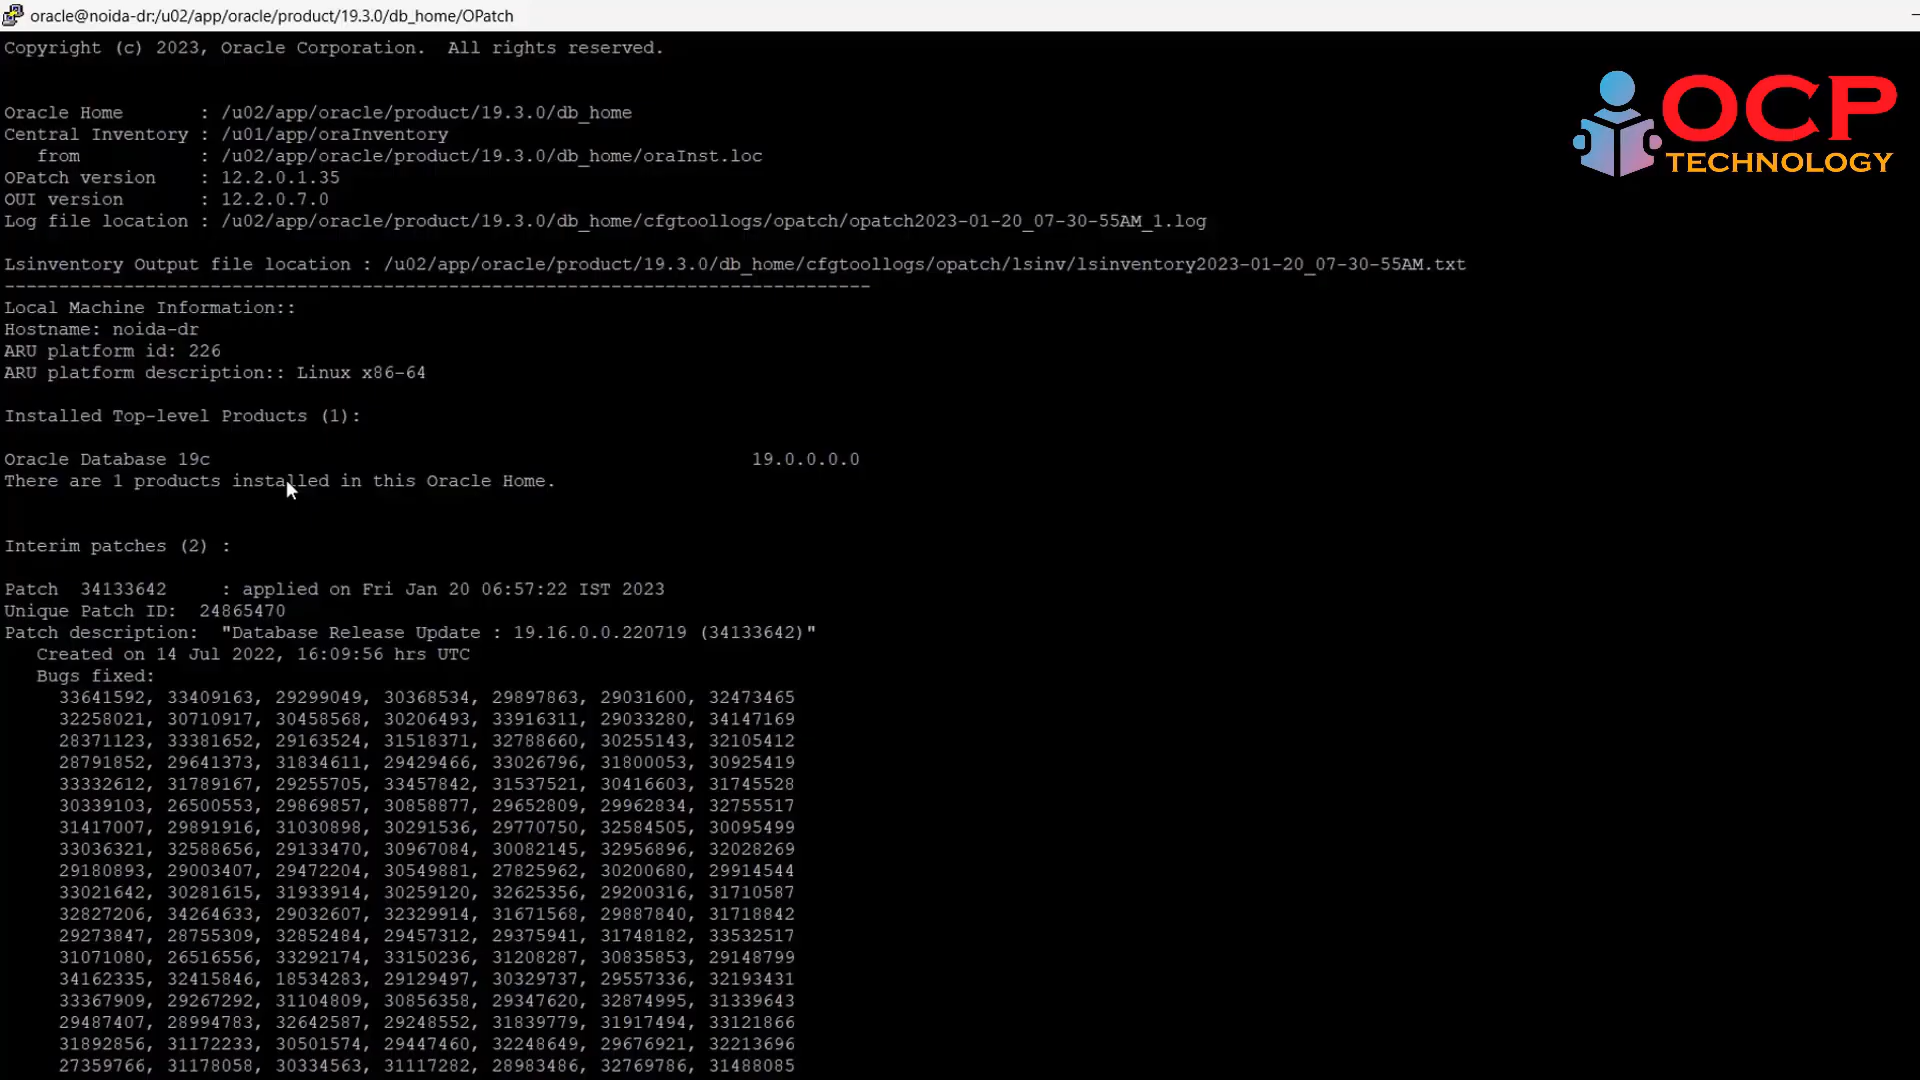 oracle@noida-dr:/u02/app/oracle/product/19.3.0/db_home/OPatch
Copyright (c) 2023, Oracle Corporation.  All rights reserved.
OCP
TECHNOLOGY
Oracle Home       : /u02/app/oracle/product/19.3.0/db_home
Central Inventory : /u01/app/oraInventory
   from           : /u02/app/oracle/product/19.3.0/db_home/oraInst.loc
OPatch version    : 12.2.0.1.35
OUI version       : 12.2.0.7.0
Log file location : /u02/app/oracle/product/19.3.0/db_home/cfgtoollogs/opatch/opatch2023-01-20_07-30-55AM_1.log
Lsinventory Output file location : /u02/app/oracle/product/19.3.0/db_home/cfgtoollogs/opatch/lsinv/lsinventory2023-01-20_07-30-55AM.txt
--------------------------------------------------------------------------------
Local Machine Information::
Hostname: noida-dr
ARU platform id: 226
ARU platform description:: Linux x86-64
Installed Top-level Products (1):
Oracle Database 19c                                                  19.0.0.0.0
There are 1 products installed in this Oracle Home.
Interim patches (2) :
Patch  34133642     : applied on Fri Jan 20 06:57:22 IST 2023
Unique Patch ID:  24865470
Patch description:  "Database Release Update : 19.16.0.0.220719 (34133642)"
   Created on 14 Jul 2022, 16:09:56 hrs UTC
   Bugs fixed:
     33641592, 33409163, 29299049, 30368534, 29897863, 29031600, 32473465
     32258021, 30710917, 30458568, 30206493, 33916311, 29033280, 34147169
     28371123, 33381652, 29163524, 31518371, 32788660, 30255143, 32105412
     28791852, 29641373, 31834611, 29429466, 33026796, 31800053, 30925419
     33332612, 31789167, 29255705, 33457842, 31537521, 30416603, 31745528
     30339103, 26500553, 29869857, 30858877, 29652809, 29962834, 32755517
     31417007, 29891916, 31030898, 30291536, 29770750, 32584505, 30095499
     33036321, 32588656, 29133470, 30967084, 30082145, 32956896, 32028269
     29180893, 29003407, 29472204, 30549881, 27825962, 30200680, 29914544
     33021642, 30281615, 31933914, 30259120, 32625356, 29200316, 31710587
     32827206, 34264633, 29032607, 32329914, 31671568, 29887840, 31718842
     29273847, 28755309, 32852484, 29457312, 29375941, 31748182, 33532517
     31071080, 26516556, 33292174, 33150236, 31208287, 30835853, 29148799
     34162335, 32415846, 18534283, 29129497, 30329737, 29557336, 32193431
     33367909, 29267292, 31104809, 30856358, 29347620, 32874995, 31339643
     29487407, 28994783, 32642587, 29248552, 31839779, 31917494, 33121866
     31892856, 31172233, 30501574, 29447460, 32248649, 29676921, 32213696
     27359766, 31178058, 30334563, 31117282, 28983486, 32769786, 31488085